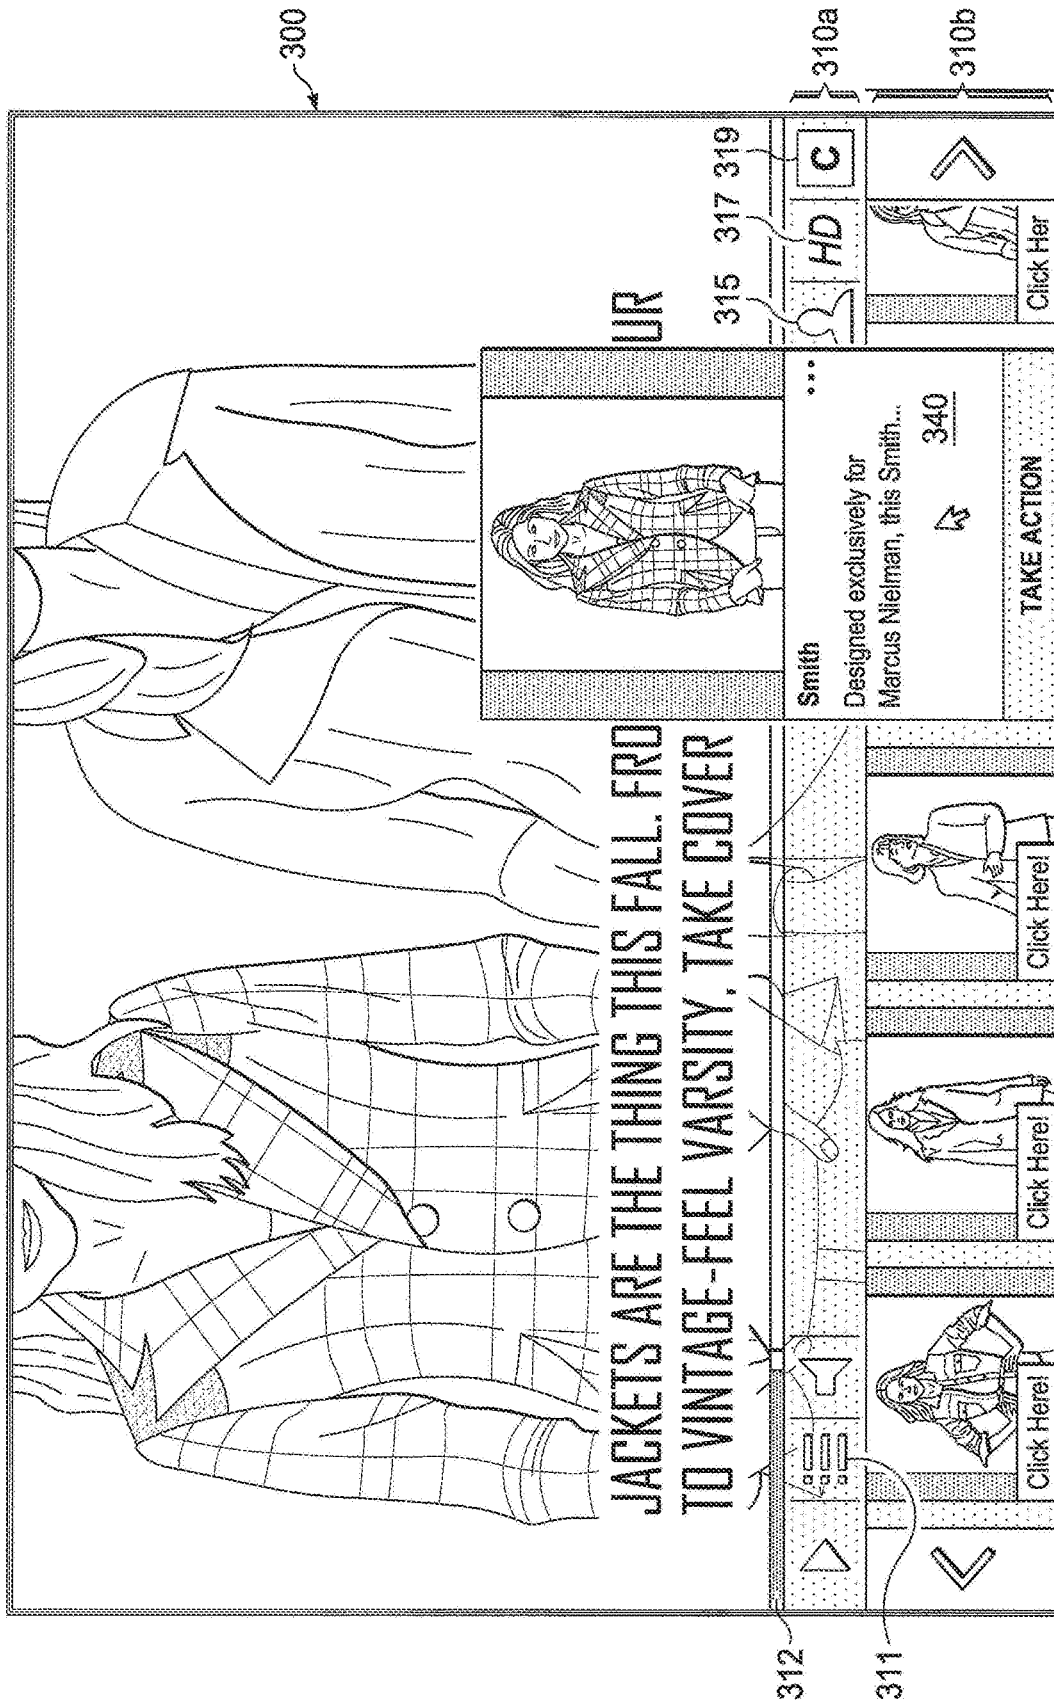 300
JACKETS ARE THE THING THIS FALL. FRO
UR
TO VINTAGE-FEEL VARSITY, TAKE COVER
315 317 319
HD
C
310a
310b
312
311
Smith ...
Designed exclusively for
Marcus Nielman, this Smith...
340
TAKE ACTION
Click Here!
Click Here!
Click Here!
Click Her